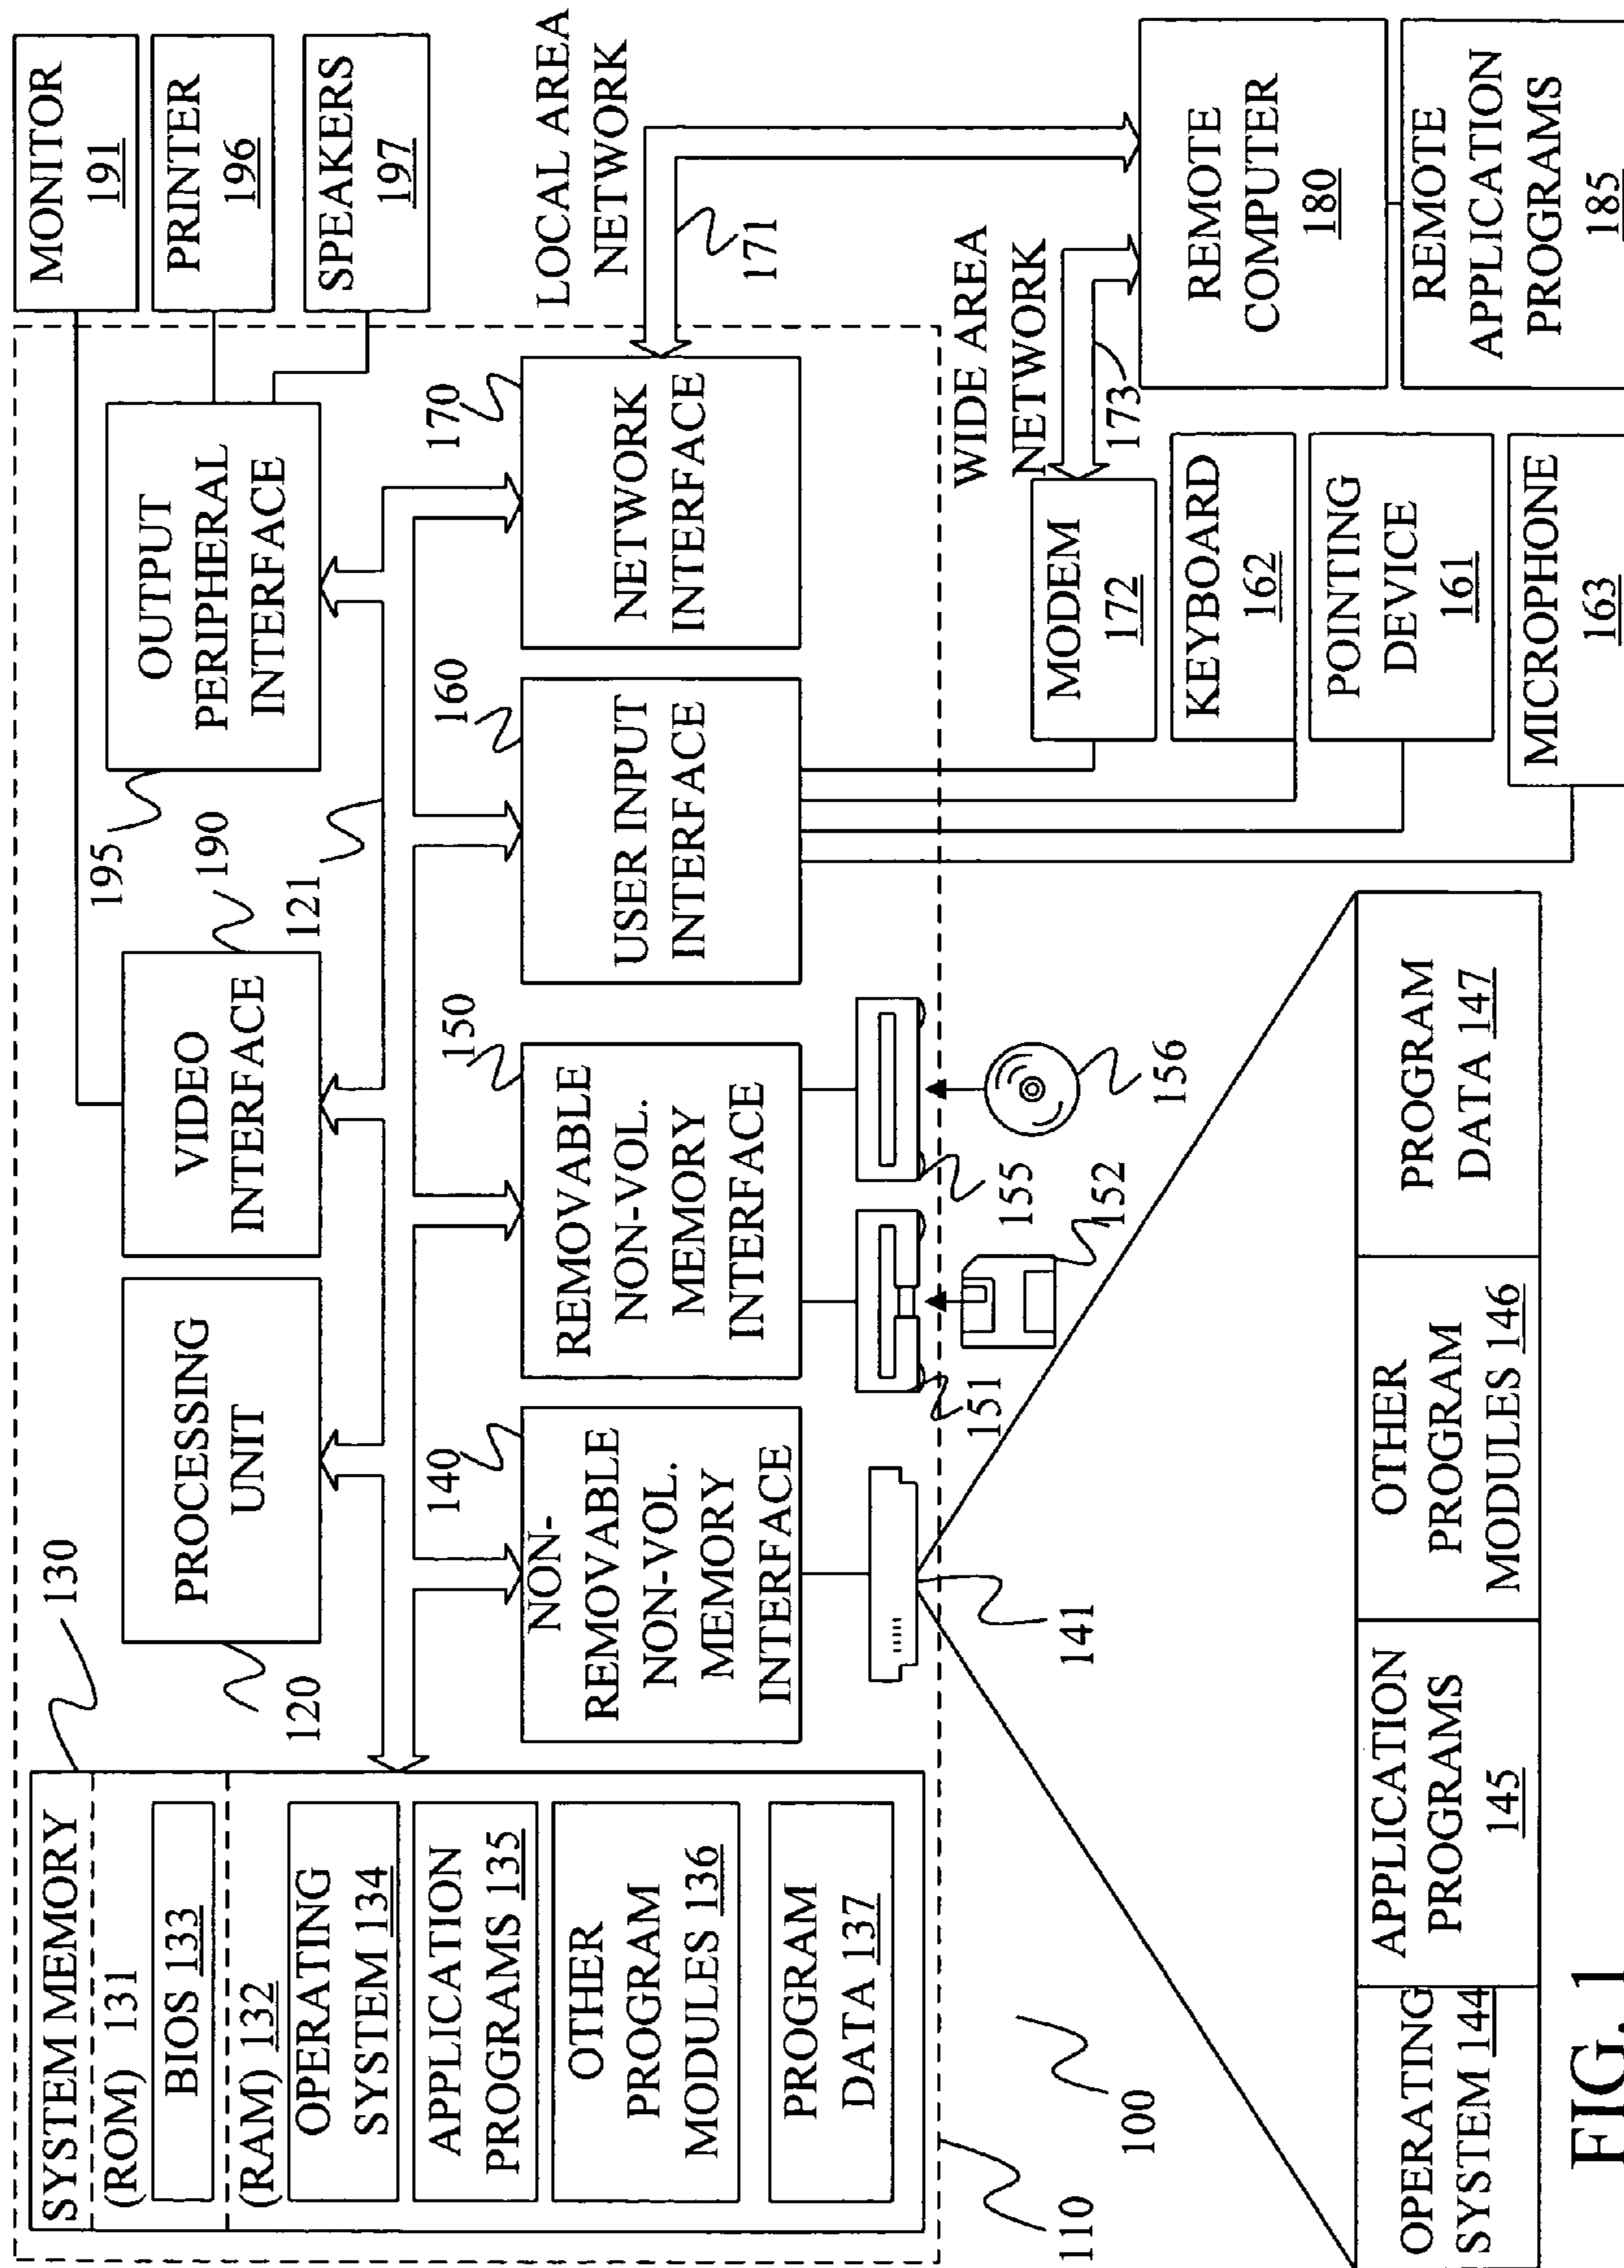 SYSTEM MEMORY
(ROM) 131
BIOS 133
(RAM) 132
OPERATING
SYSTEM 134
APPLICATION
PROGRAMS 135
OTHER
PROGRAM
MODULES 136
PROGRAM
DATA 137
130
120
PROCESSING
UNIT
VIDEO
INTERFACE
190
121
195
OUTPUT
PERIPHERAL
INTERFACE
MONITOR
191
PRINTER
196
SPEAKERS
197
140
NON-
REMOVABLE
NON-VOL.
MEMORY
INTERFACE
150
REMOVABLE
NON-VOL.
MEMORY
INTERFACE
160
USER INPUT
INTERFACE
170
NETWORK
INTERFACE
LOCAL AREA
NETWORK
171
141
151
152
155
156
WIDE AREA
NETWORK
173
MODEM
172
KEYBOARD
162
POINTING
DEVICE
161
MICROPHONE
163
REMOTE
COMPUTER
180
REMOTE
APPLICATION
PROGRAMS
185
110
100
OPERATING
SYSTEM 144
APPLICATION
PROGRAMS
145
OTHER
PROGRAM
MODULES 146
PROGRAM
DATA 147
FIG. 1